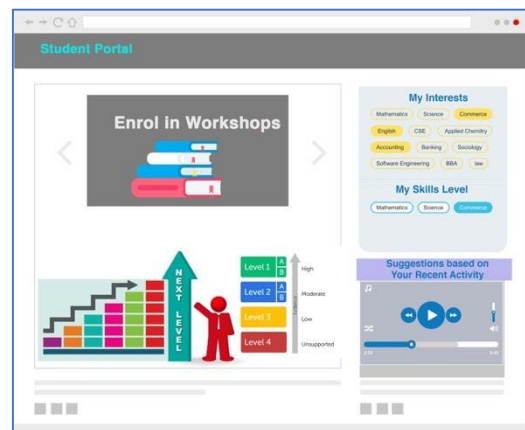 Student Portal
Enrol in Workshops
NEXT LEVEL
Level 1 A B High
Level 2 A B Moderate
Level 3 Low
Level 4 Unsupported
My Interests
Mathematics Science Commerce
English CSE Applied Chemitry
Accounting Banking Sociology
Software Engineering BBA law
My Skills Level
Mathematics Science Commerce
Suggestions based on
Your Recent Activity